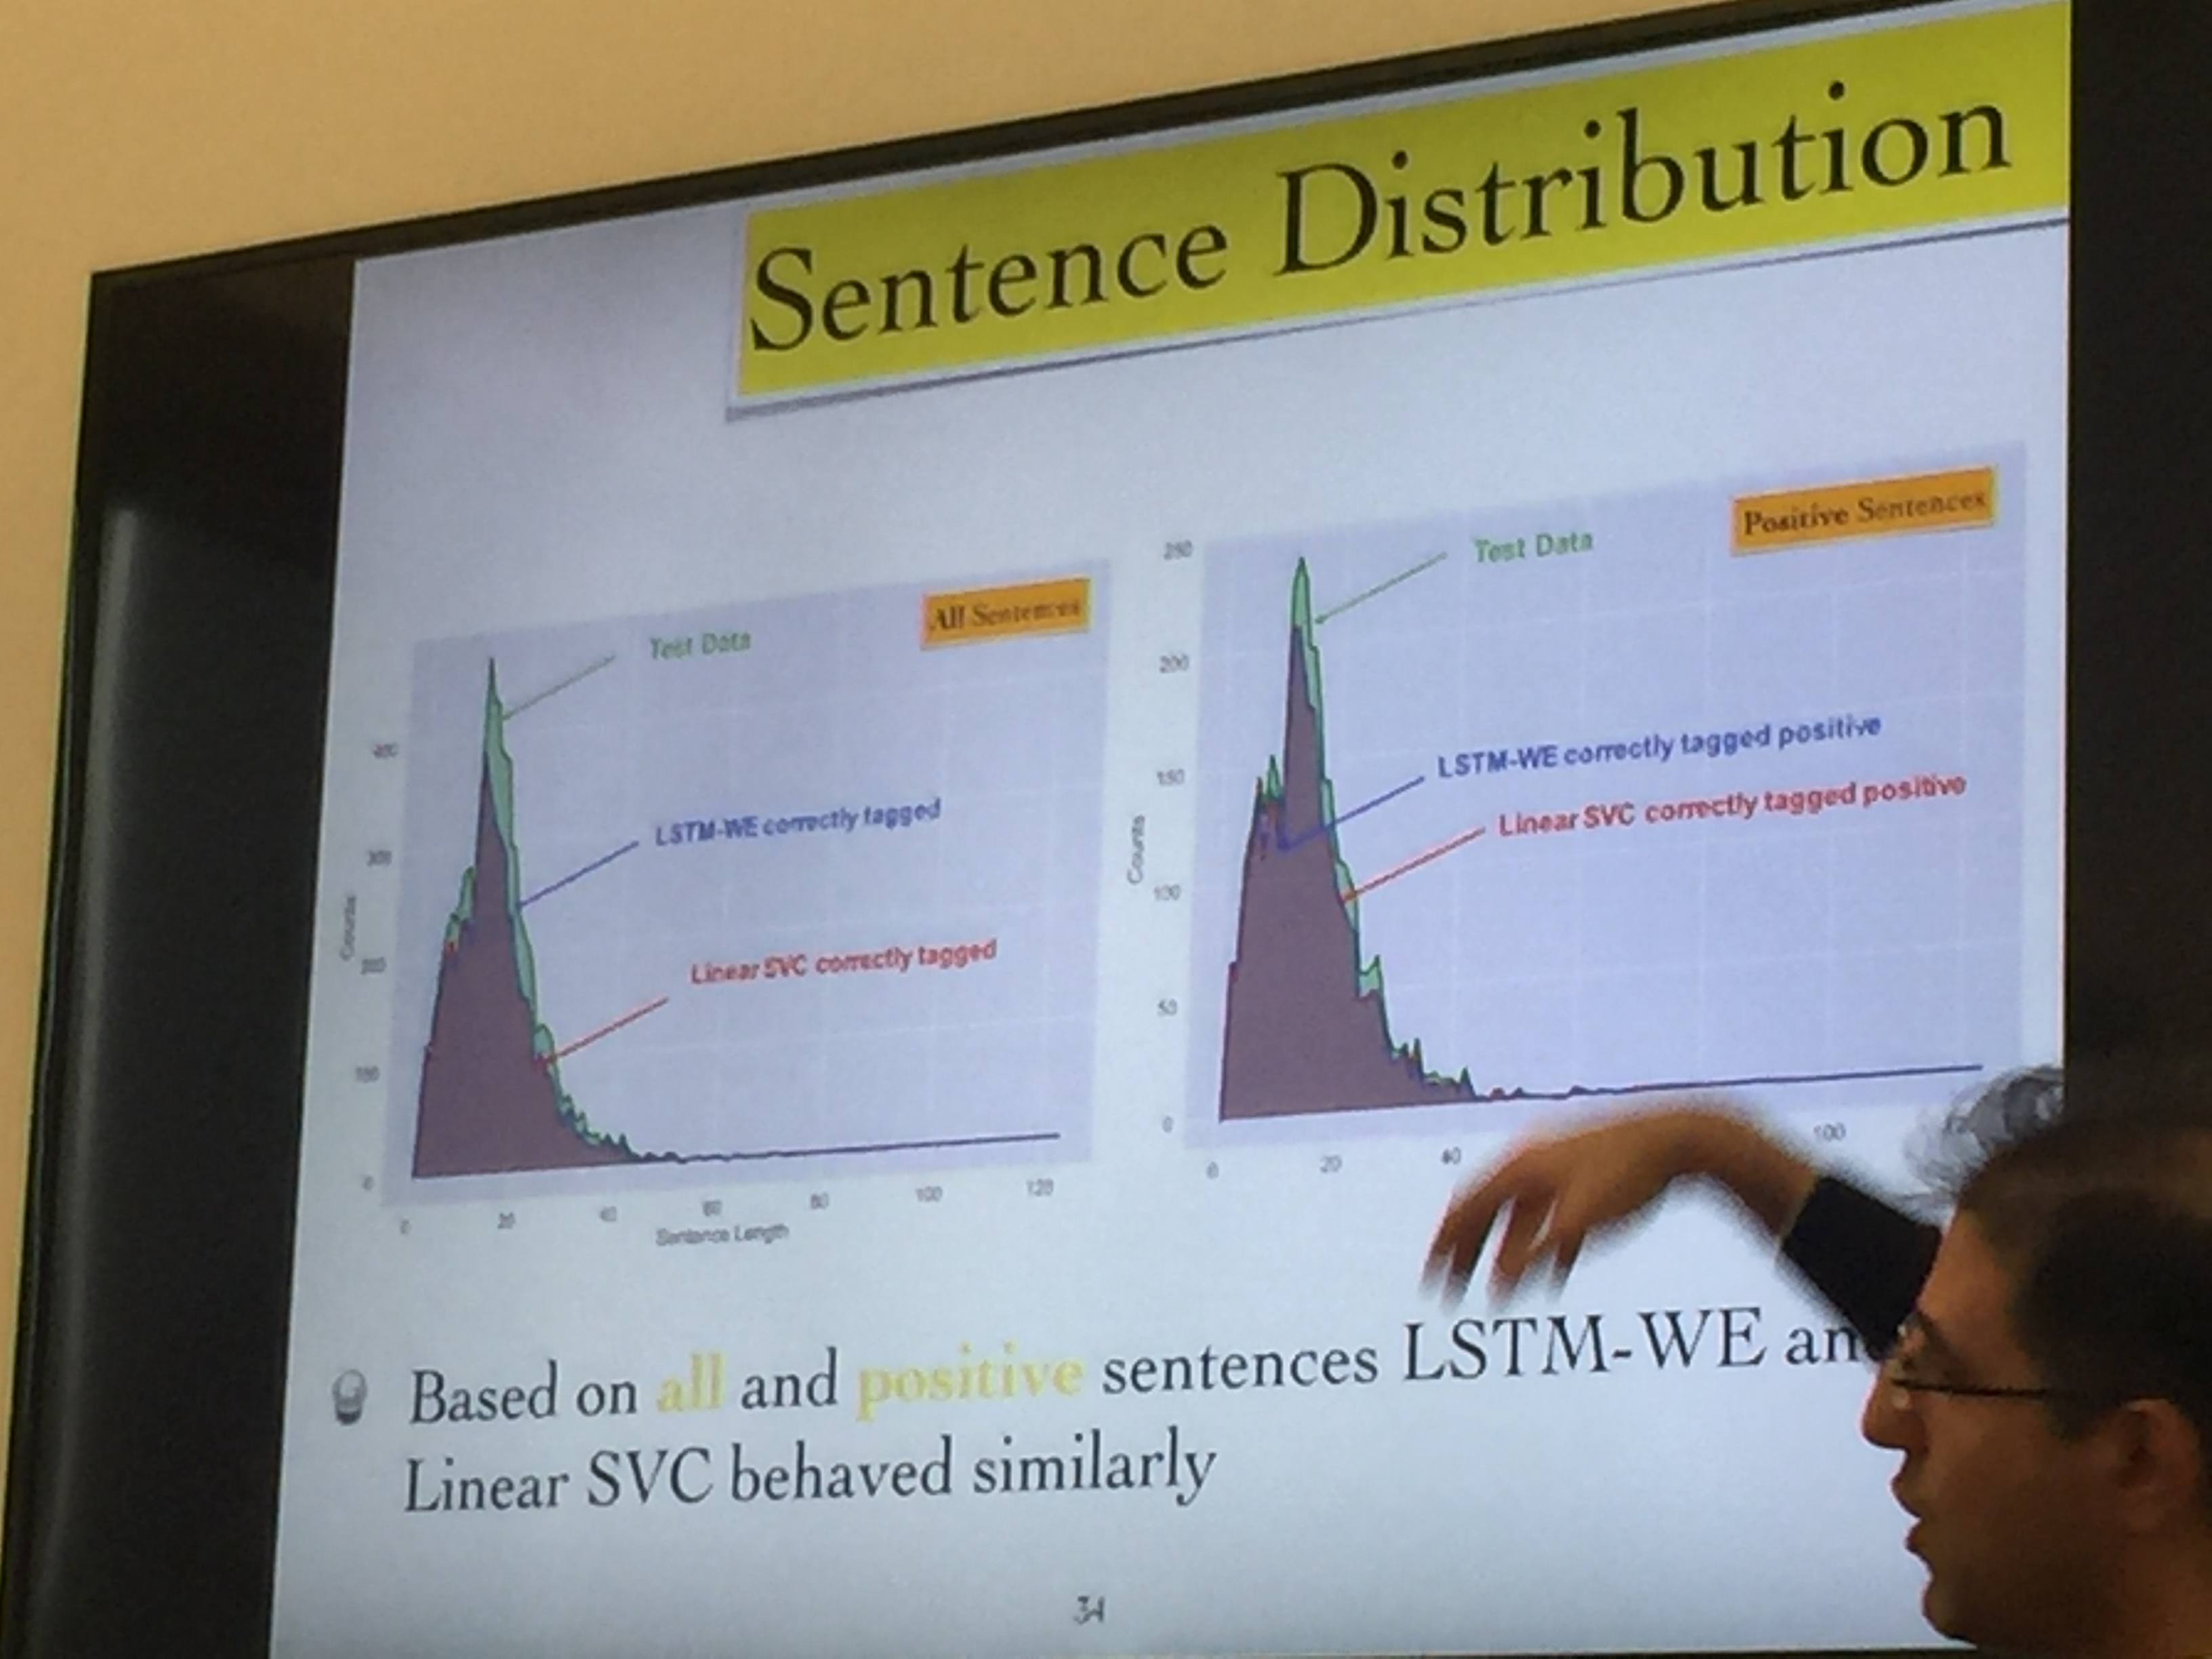 Sentence Distribution
All Sentences
Test Data
LSTM-WE correctly tagged
Linear SVC correctly tagged
Counts
400
300
200
100
0
0 20 40 60 80 100 120
Sentence Length
Positive Sentences
Test Data
LSTM-WE correctly tagged positive
Linear SVC correctly tagged positive
Counts
250
200
150
100
50
0
0 20 40 100
Based on all and positive sentences LSTM-WE an
Linear SVC behaved similarly
34